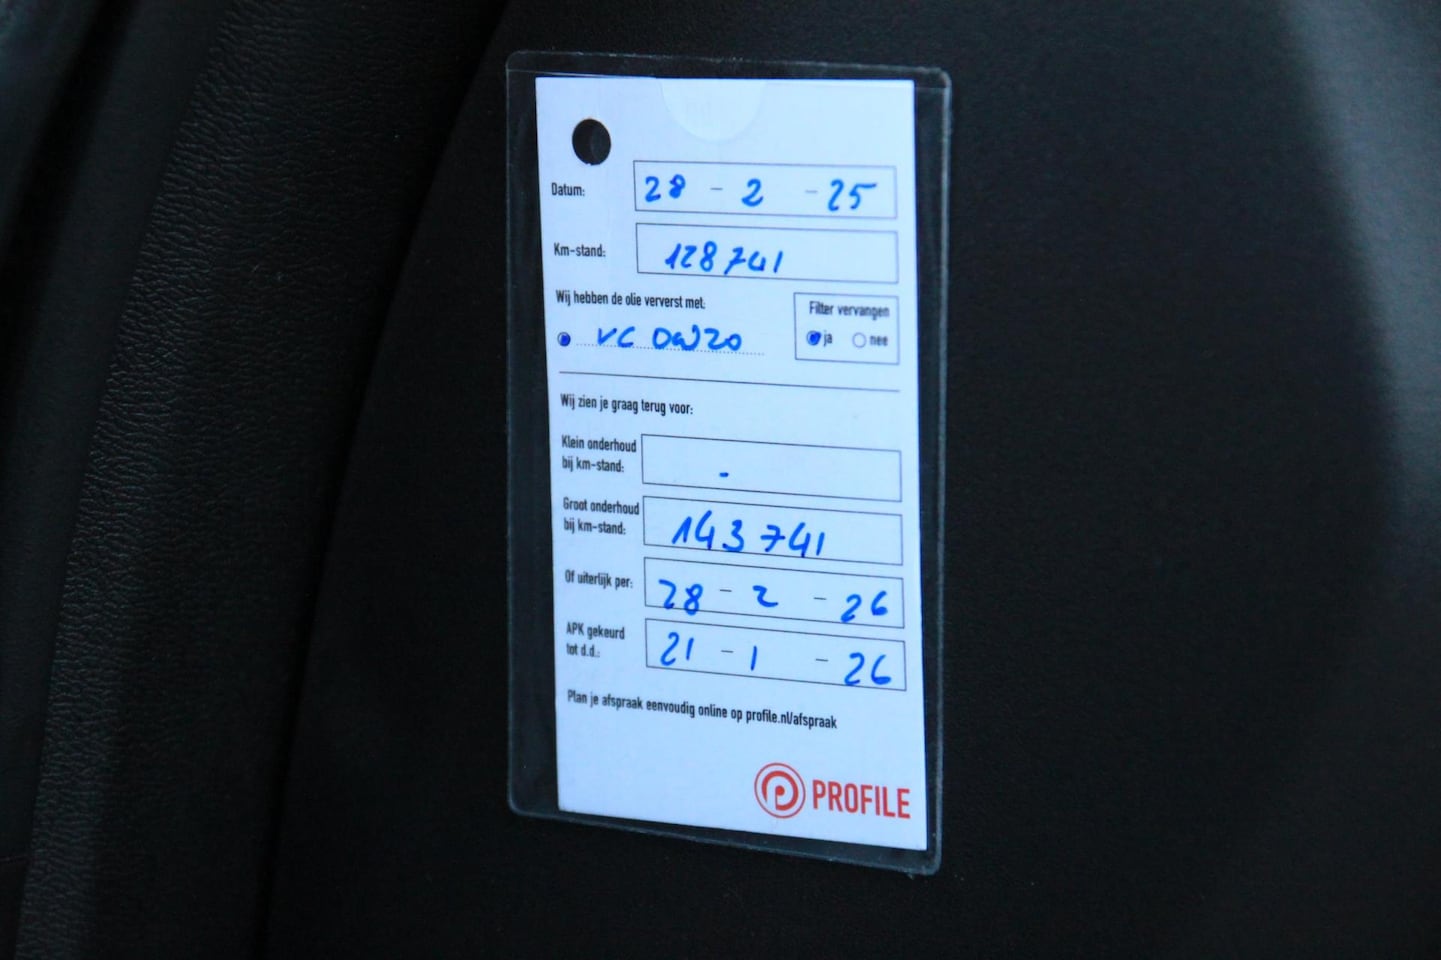 Datum: 28 - 2 - 25
Km-stand: 128741
Wij hebben de olie ververst met:
VC 0W20
Filter vervangen
ja nee
Wij zien je graag terug voor:
Klein onderhoud
bij km-stand: -
Groot onderhoud
bij km-stand: 143741
Of uiterlijk per: 28 - 2 - 26
APK gekeurd
tot d.d.: 21 - 1 - 26
Plan je afspraak eenvoudig online op profile.nl/afspraak
PROFILE